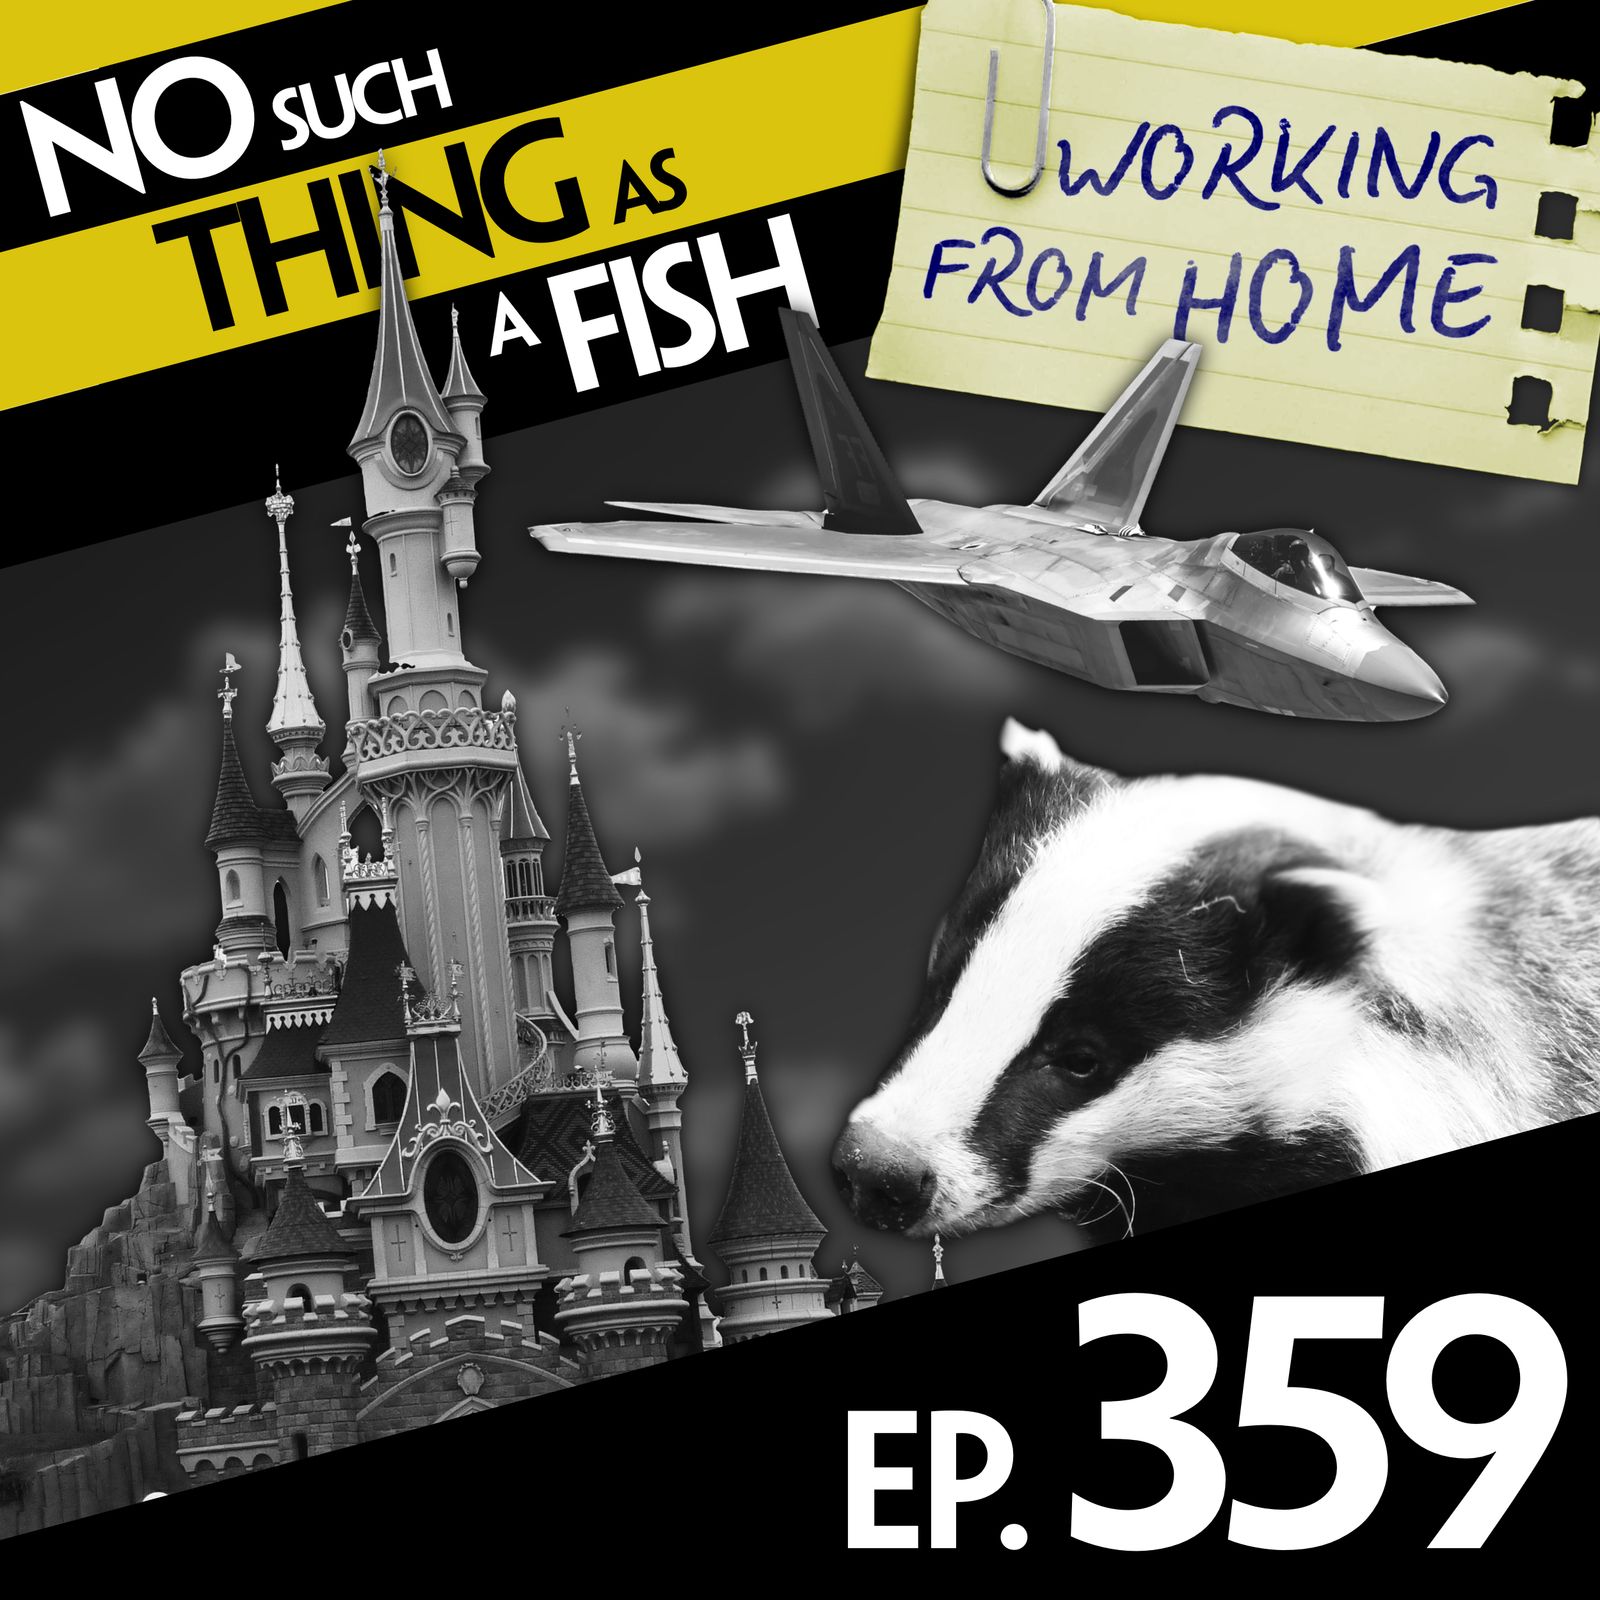 NO SUCH
THING AS
A FISH
WORKING
FROM HOME
EP. 359